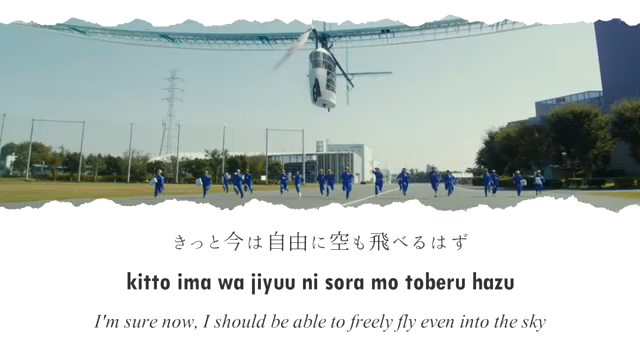 きっと今は自由に空も飛べるはず
kitto ima wa jiyuu ni sora mo toberu hazu
I'm sure now, I should be able to freely fly even into the sky